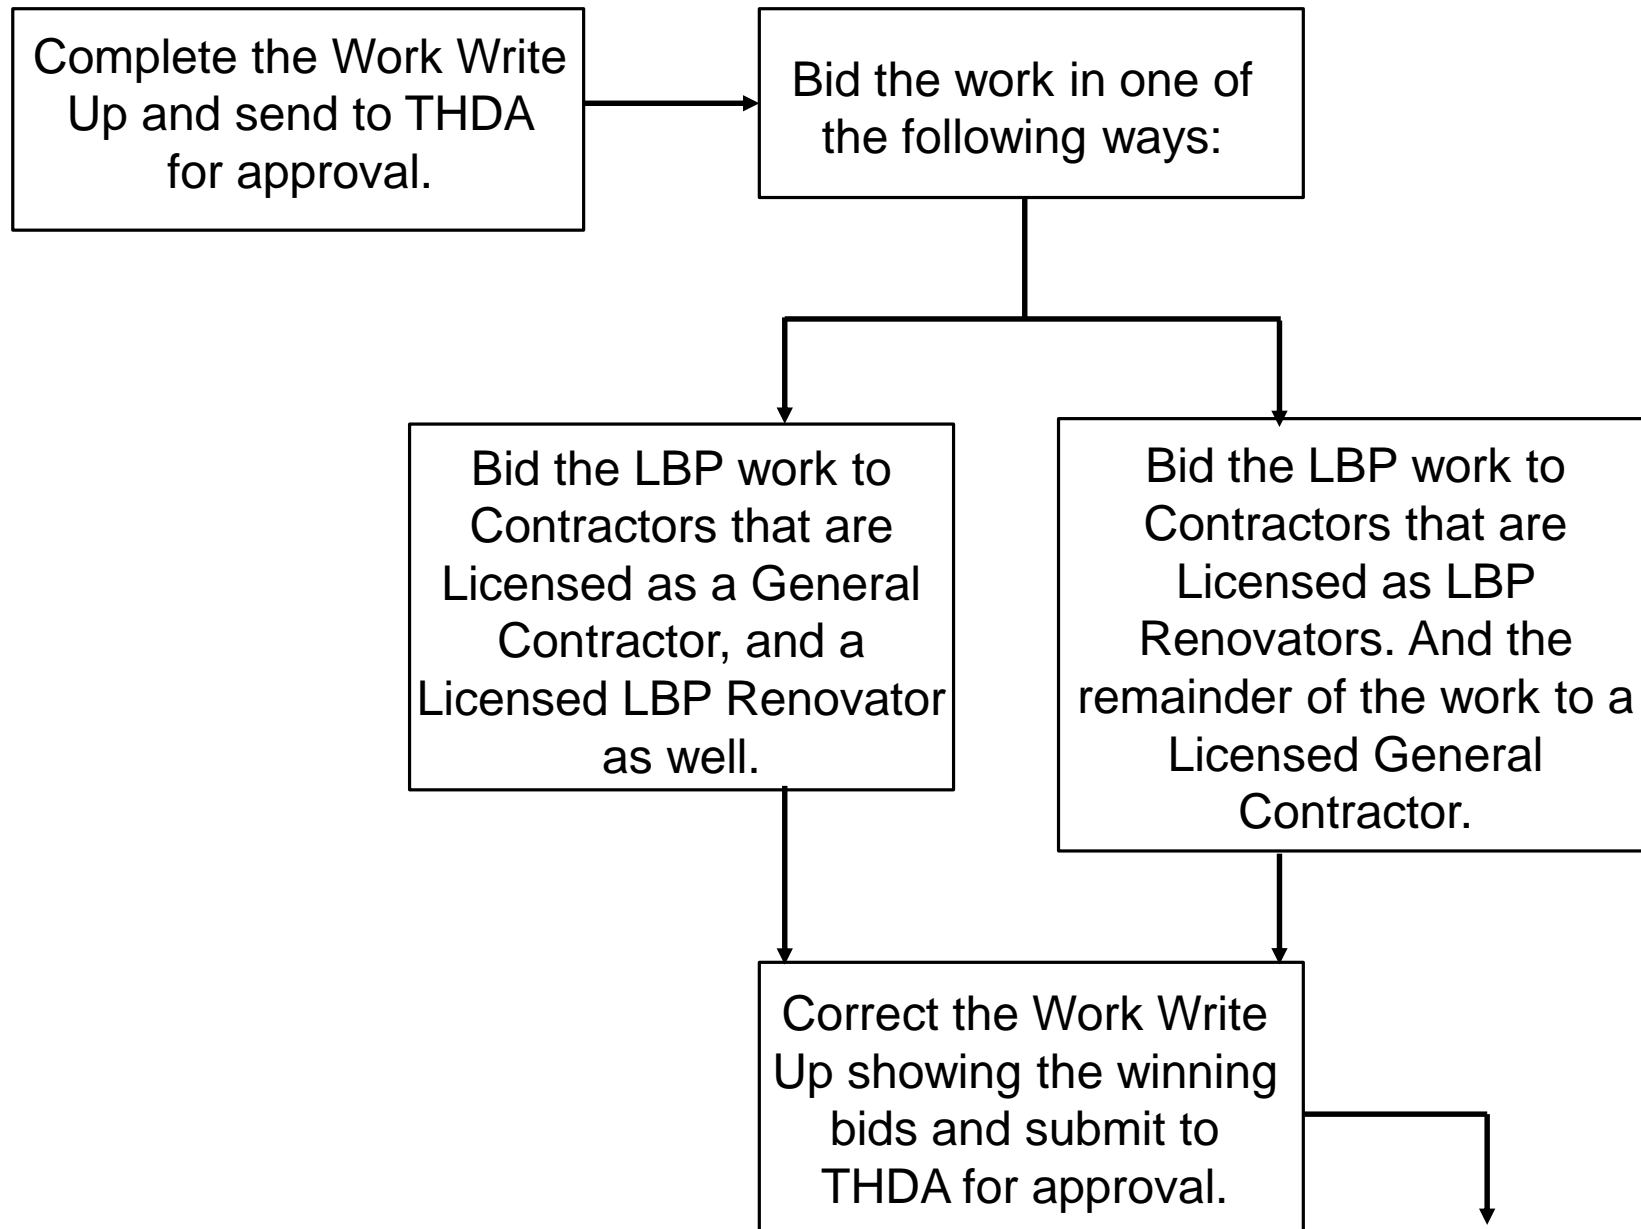 Complete the Work Write
Up and send to THDA
for approval.
Bid the work in one of
the following ways:
Bid the LBP work to
Contractors that are
Licensed as a General
Contractor, and a
Licensed LBP Renovator
as well.
Bid the LBP work to
Contractors that are
Licensed as LBP
Renovators. And the
remainder of the work to a
Licensed General
Contractor.
Correct the Work Write
Up showing the winning
bids and submit to
THDA for approval.